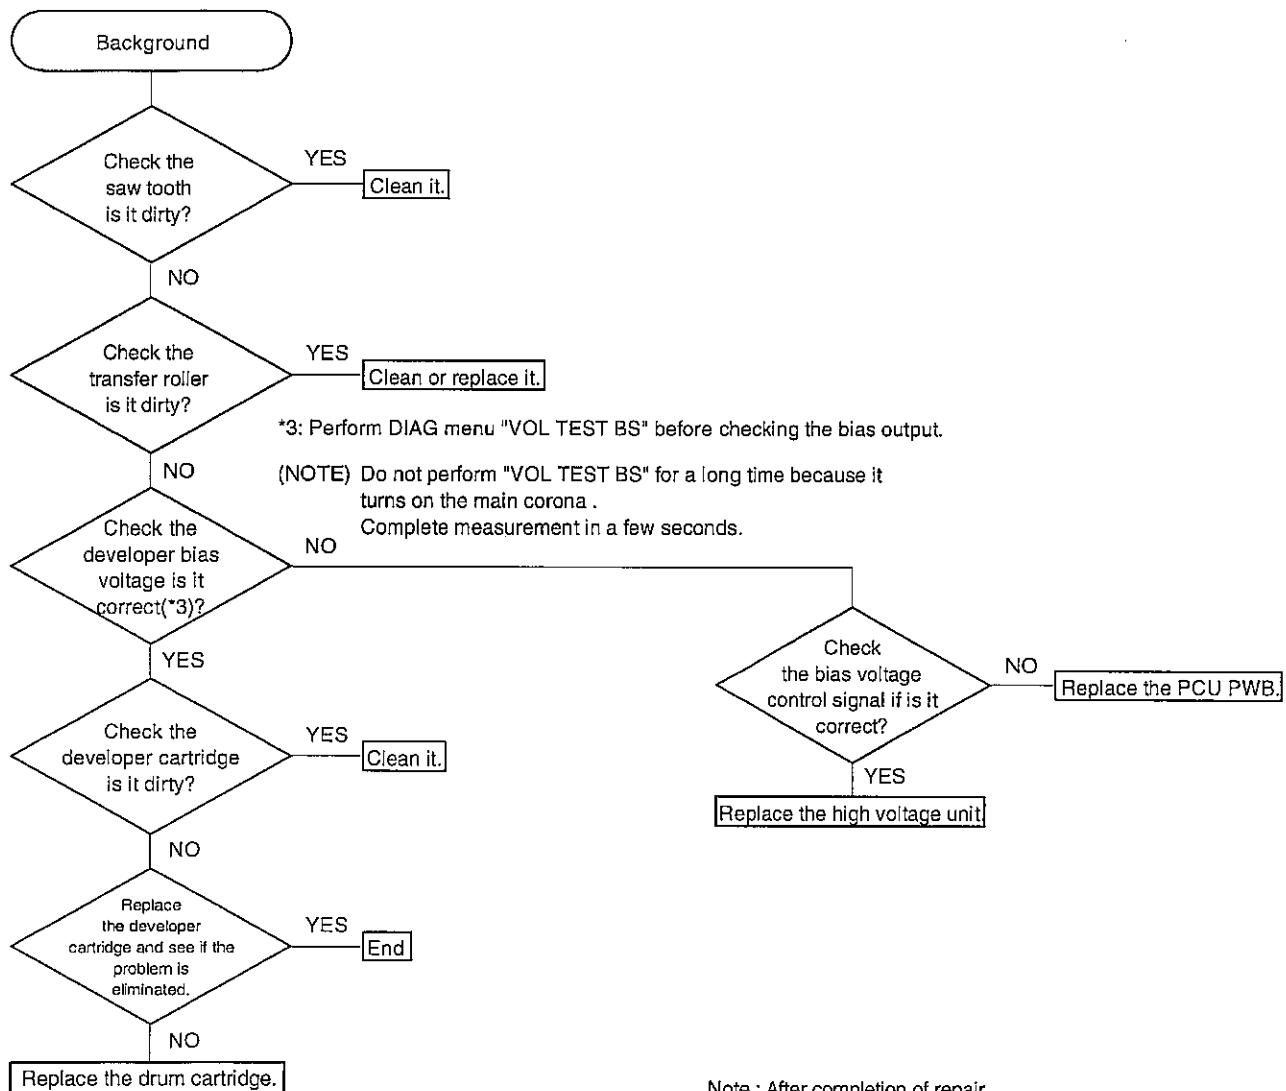 Background
Check the
saw tooth
is it dirty?
YES
Clean it.
NO
Check the
transfer roller
is it dirty?
YES
Clean or replace it.
*3: Perform DIAG menu "VOL TEST BS" before checking the bias output.
NO
(NOTE) Do not perform "VOL TEST BS" for a long time because it
turns on the main corona .
Complete measurement in a few seconds.
Check the
developer bias
voltage is it
correct(*3)?
NO
YES
Check
the bias voltage
control signal if is it
correct?
NO
Replace the PCU PWB.
YES
Replace the high voltage unit.
Check the
developer cartridge
is it dirty?
YES
Clean it.
NO
Replace
the developer
cartridge and see if the
problem is
eliminated.
YES
End
NO
Replace the drum cartridge.
Note : After completion of repair